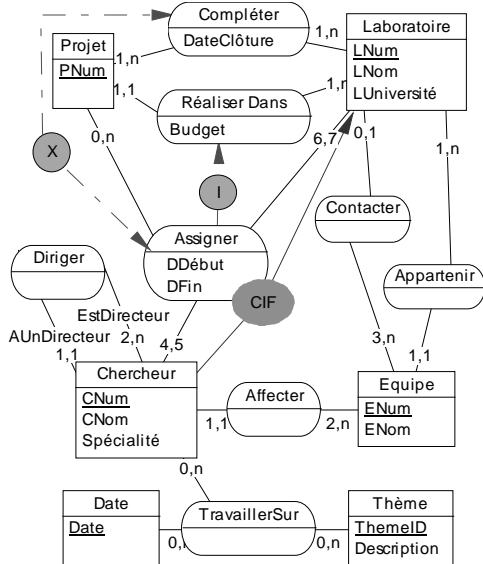 Compléter
DateClôture
Projet
PNum
Laboratoire
LNum
LNom
LUniversité
1,n
1,n
1,1
1,n
Réaliser Dans
Budget
0,n
6,7
0,1
1,n
X
I
Contacter
Assigner
DDébut
DFin
Diriger
Appartenir
CIF
EstDirecteur
2,n
AUnDirecteur
1,1
4,5
3,n
1,1
Chercheur
CNum
CNom
Spécialité
Affecter
1,1
2,n
Equipe
ENum
ENom
0,n
Date
Date
TravaillerSur
0,n
0,n
Thème
ThemeID
Description